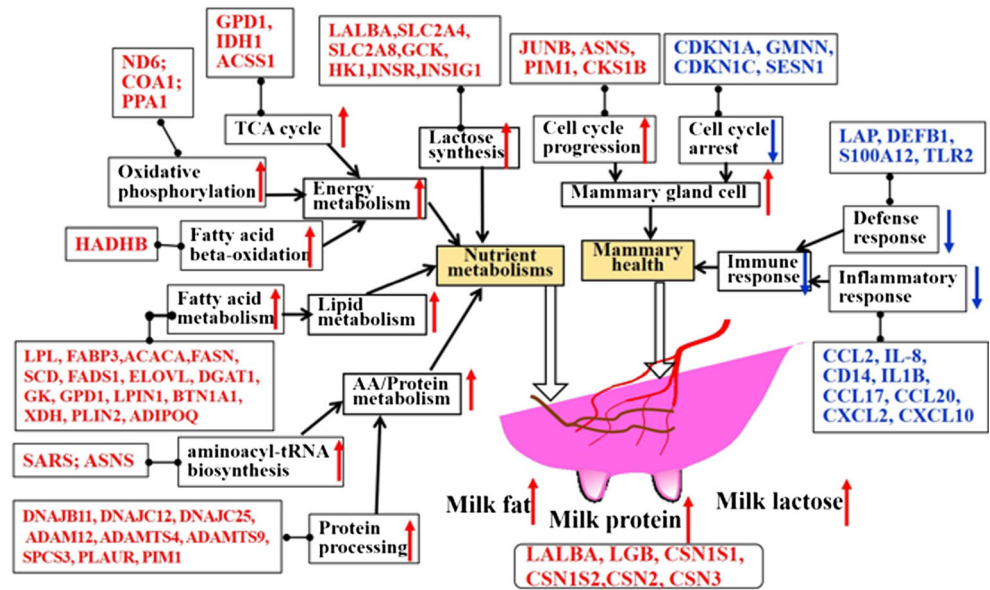 GPD1,
IDH1
ACSS1
LALBA,SLC2A4,
SLC2A8,GCK,
HK1,INSR,INSIG1
JUNB, ASNS,
PIM1, CKS1B
CDKN1A, GMNN,
CDKN1C, SESN1
ND6;
COA1;
PPA1
TCA cycle
Lactose
synthesis
Cell cycle
progression
Cell cycle
arrest
LAP, DEFB1,
S100A12, TLR2
Oxidative
phosphorylation
Energy
metabolism
Mammary gland cell
HADHB
Fatty acid
beta-oxidation
Nutrient
metabolisms
Mammary
health
Immune
response
Defense
response
Inflammatory
response
Fatty acid
metabolism
Lipid
metabolism
LPL, FABP3,ACACA,FASN,
SCD, FADS1, ELOVL, DGAT1,
GK, GPD1, LPIN1, BTN1A1,
XDH, PLIN2, ADIPOQ
AA/Protein
metabolism
CCL2, IL-8,
CD14, IL1B,
CCL17, CCL20,
CXCL2, CXCL10
SARS; ASNS
aminoacyl-tRNA
biosynthesis
DNAJB11, DNAJC12, DNAJC25,
ADAM12, ADAMTS4, ADAMTS9,
SPCS3, PLAUR, PIM1
Protein
processing
Milk fat
Milk protein
Milk lactose
LALBA, LGB, CSN1S1,
CSN1S2,CSN2, CSN3